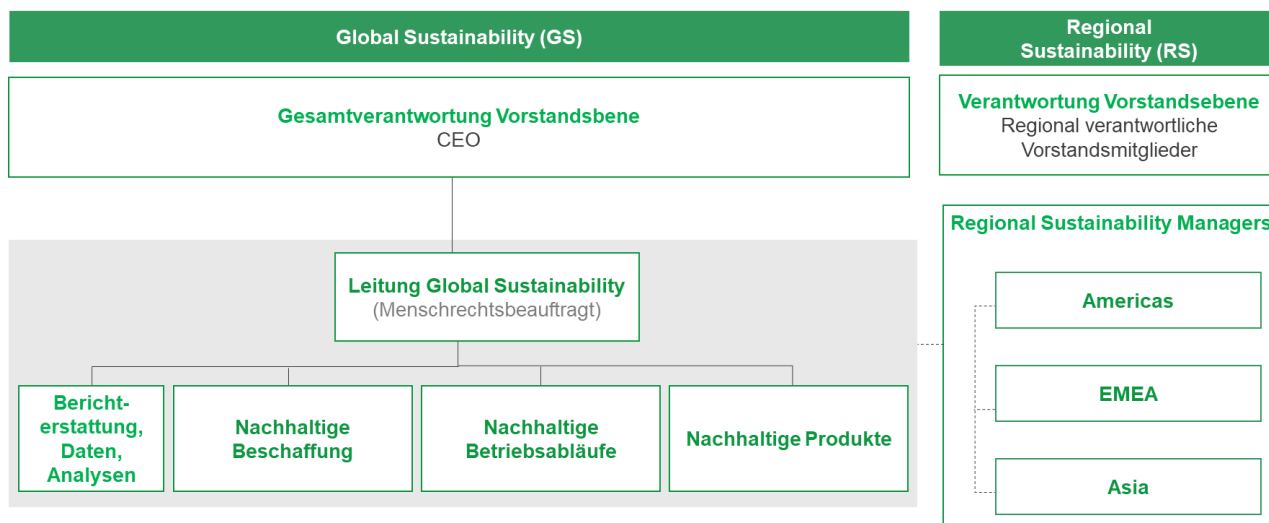 Global Sustainability (GS)
Gesamtverantwortung Vorstandsbene
CEO
Leitung Global Sustainability
(Menschrechtsbeauftragt)
Bericht-
erstattung,
Daten,
Analysen
Nachhaltige
Beschaffung
Nachhaltige
Betriebsabläufe
Nachhaltige Produkte
Regional
Sustainability (RS)
Verantwortung Vorstandsebene
Regional verantwortliche
Vorstandsmitglieder
Regional Sustainability Managers
Americas
EMEA
Asia